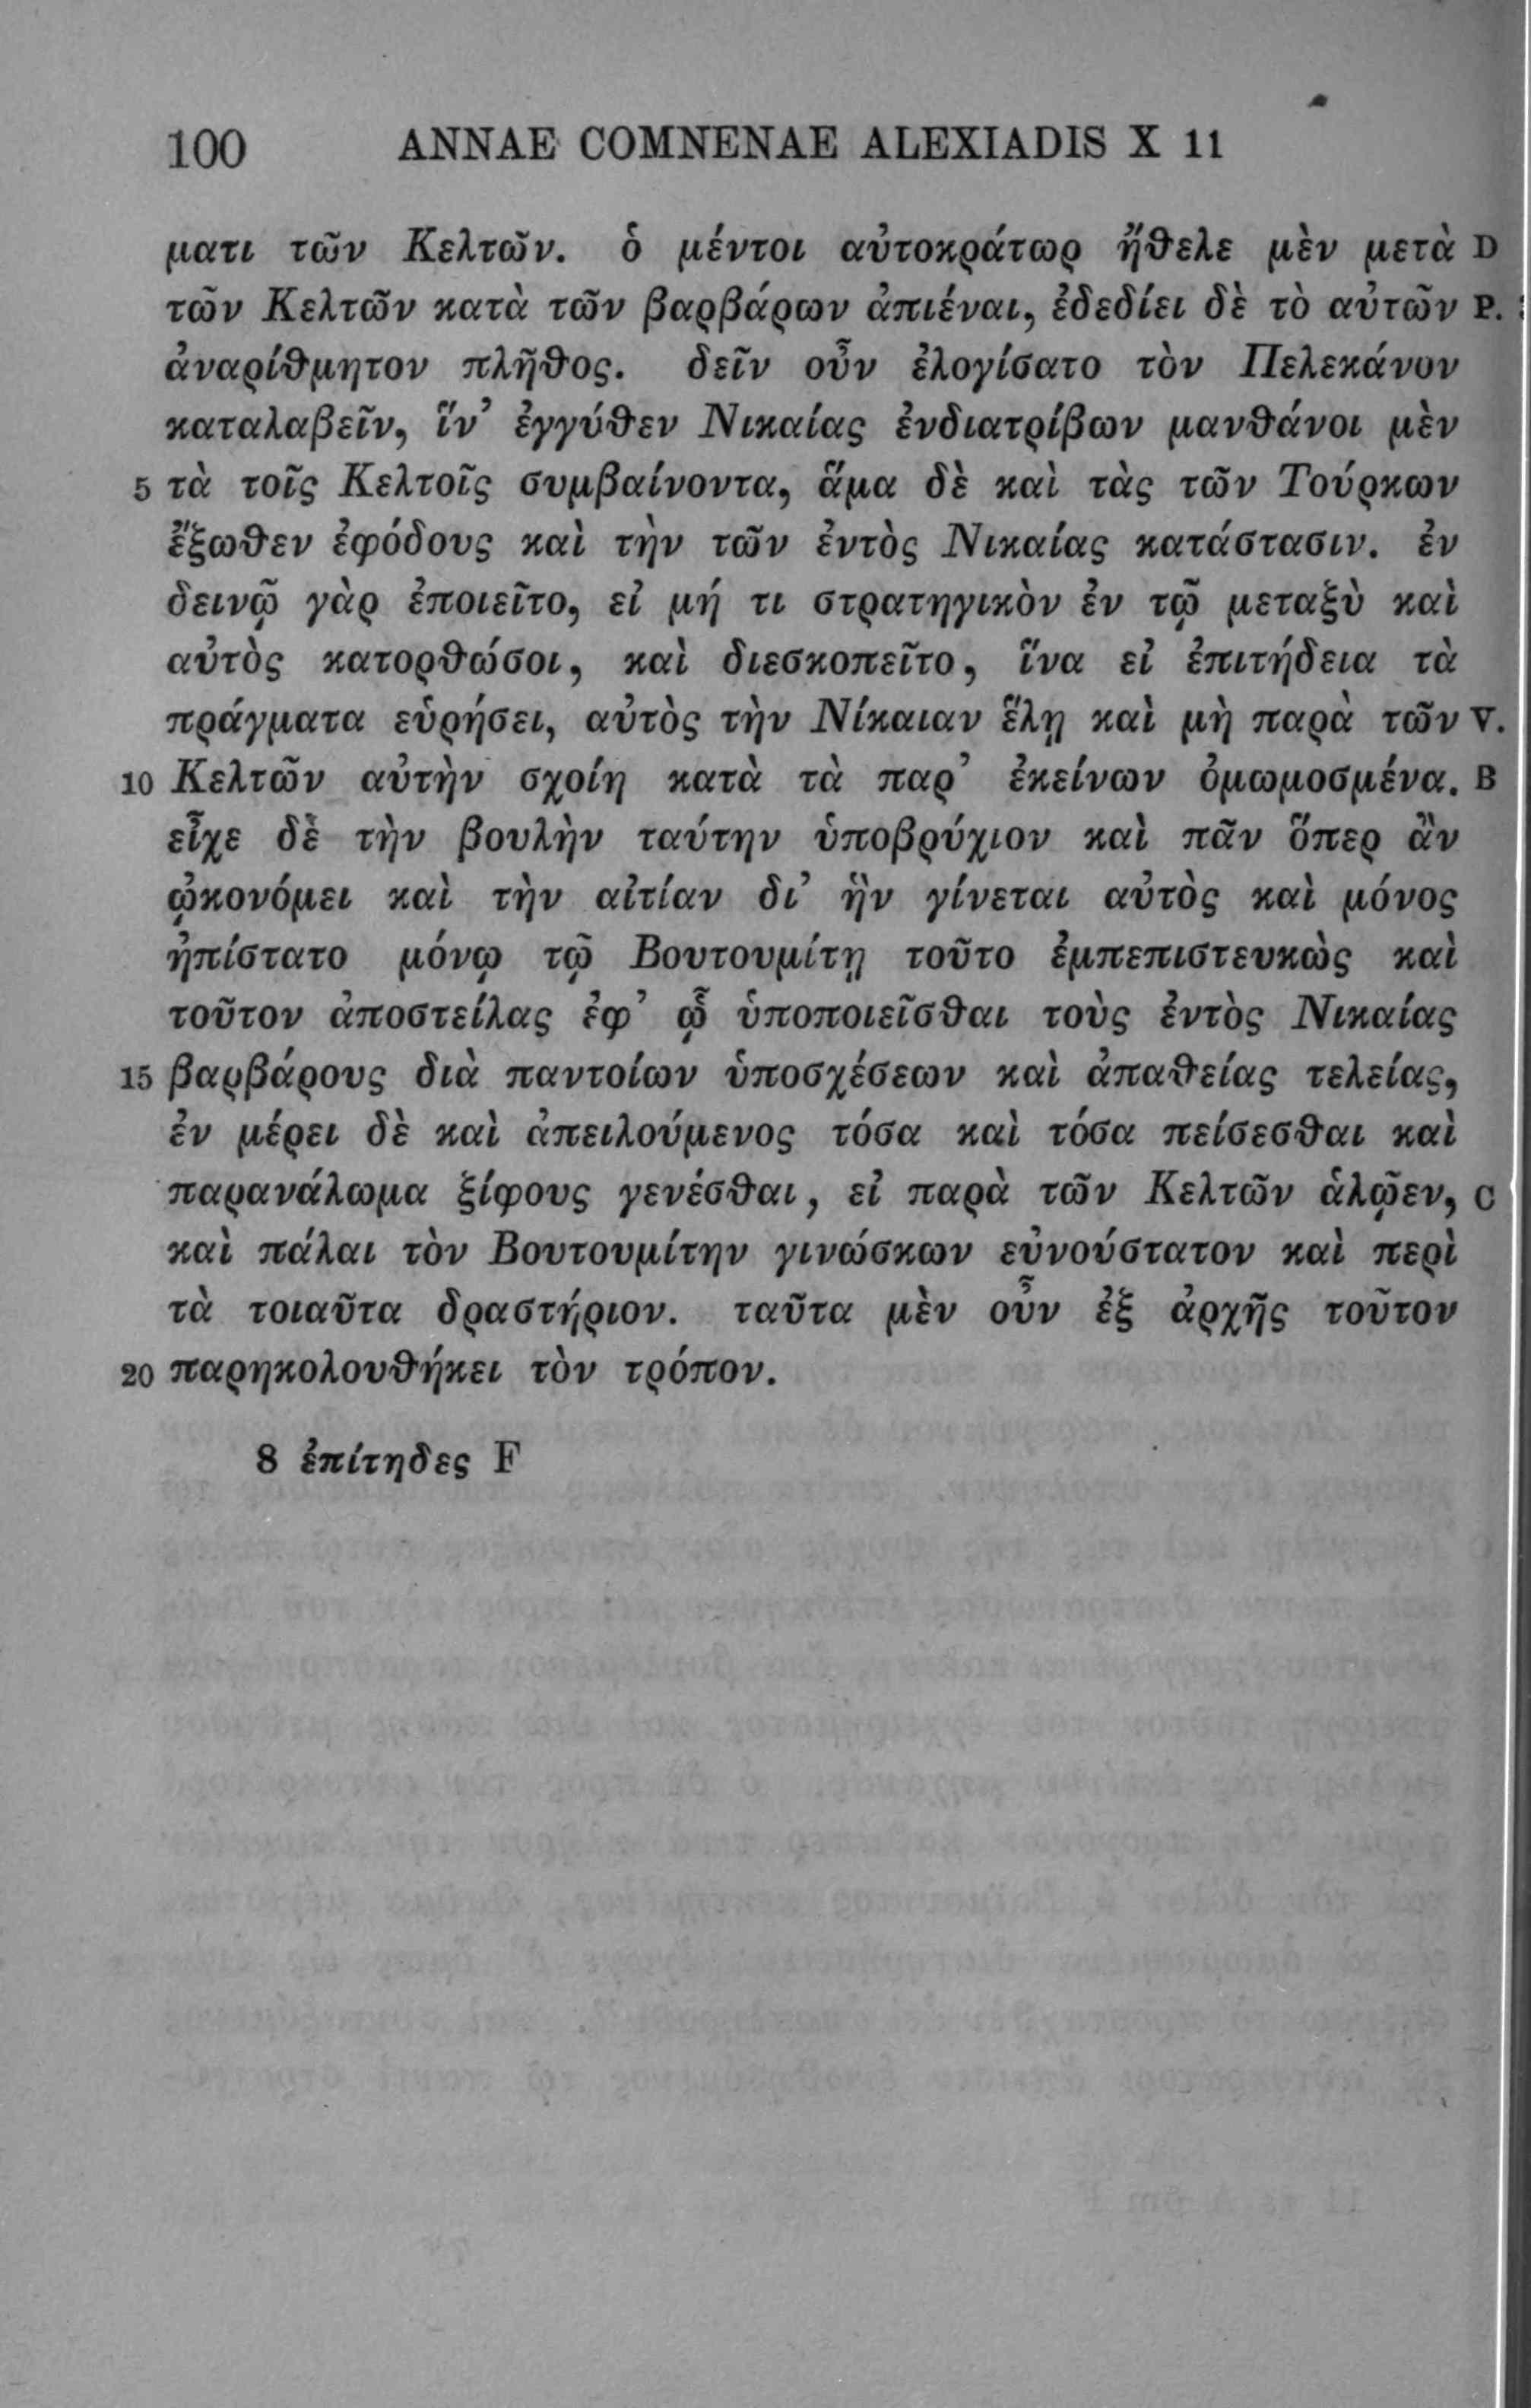 100 ANNAE COMNENAE ALEXIADIS X 11
ματι τῶν Κελτῶν. ὁ μέντοι αὐτοκράτωρ ἤθελε μὲν μετὰ D
τῶν Κελτῶν κατὰ τῶν βαρβάρων ἀπιέναι, ἐδεδίει δὲ τὸ αὐτῶν P.
ἀναρίθμητον πλῆθος. δεῖν οὖν ἐλογίσατο τὸν Πελεκάνον
καταλαβεῖν, ἵν’ ἐγγύθεν Νικαίας ἐνδιατρίβων μανθάνοι μὲν
5 τὰ τοῖς Κελτοῖς συμβαίνοντα, ἅμα δὲ καὶ τὰς τῶν Τούρκων
ἔξωθεν ἐφόδους καὶ τὴν τῶν ἐντὸς Νικαίας κατάστασιν. ἐν
δεινῷ γὰρ ἐποιεῖτο, εἰ μή τι στρατηγικὸν ἐν τῷ μεταξὺ καὶ
αὐτὸς κατορθώσοι, καὶ διεσκοπεῖτο, ἵνα εἰ ἐπιτήδεια τὰ
πράγματα εὑρήσει, αὐτὸς τὴν Νίκαιαν ἕλῃ καὶ μὴ παρὰ τῶν V.
10 Κελτῶν αὐτὴν σχοίη κατὰ τὰ παρ’ ἐκείνων ὀμωμοσμένα. B
εἶχε δὲ τὴν βουλὴν ταύτην ὑποβρύχιον καὶ πᾶν ὅπερ ἂν
ᾠκονόμει καὶ τὴν αἰτίαν δι’ ἣν γίνεται αὐτὸς καὶ μόνος
ἠπίστατο μόνῳ τῷ Βουτουμίτῃ τοῦτο ἐμπεπιστευκὼς καὶ
τοῦτον ἀποστείλας ἐφ’ ᾧ ὑποποιεῖσθαι τοὺς ἐντὸς Νικαίας
15 βαρβάρους διὰ παντοίων ὑποσχέσεων καὶ ἀπαθείας τελείας,
ἐν μέρει δὲ καὶ ἀπειλούμενος τόσα καὶ τόσα πείσεσθαι καὶ
παρανάλωμα ξίφους γενέσθαι, εἰ παρὰ τῶν Κελτῶν ἁλῷεν, C
καὶ πάλαι τὸν Βουτουμίτην γινώσκων εὐνούστατον καὶ περὶ
τὰ τοιαῦτα δραστήριον. ταῦτα μὲν οὖν ἐξ ἀρχῆς τοῦτον
20 παρηκολουθήκει τὸν τρόπον.
8 ἐπίτηδες F